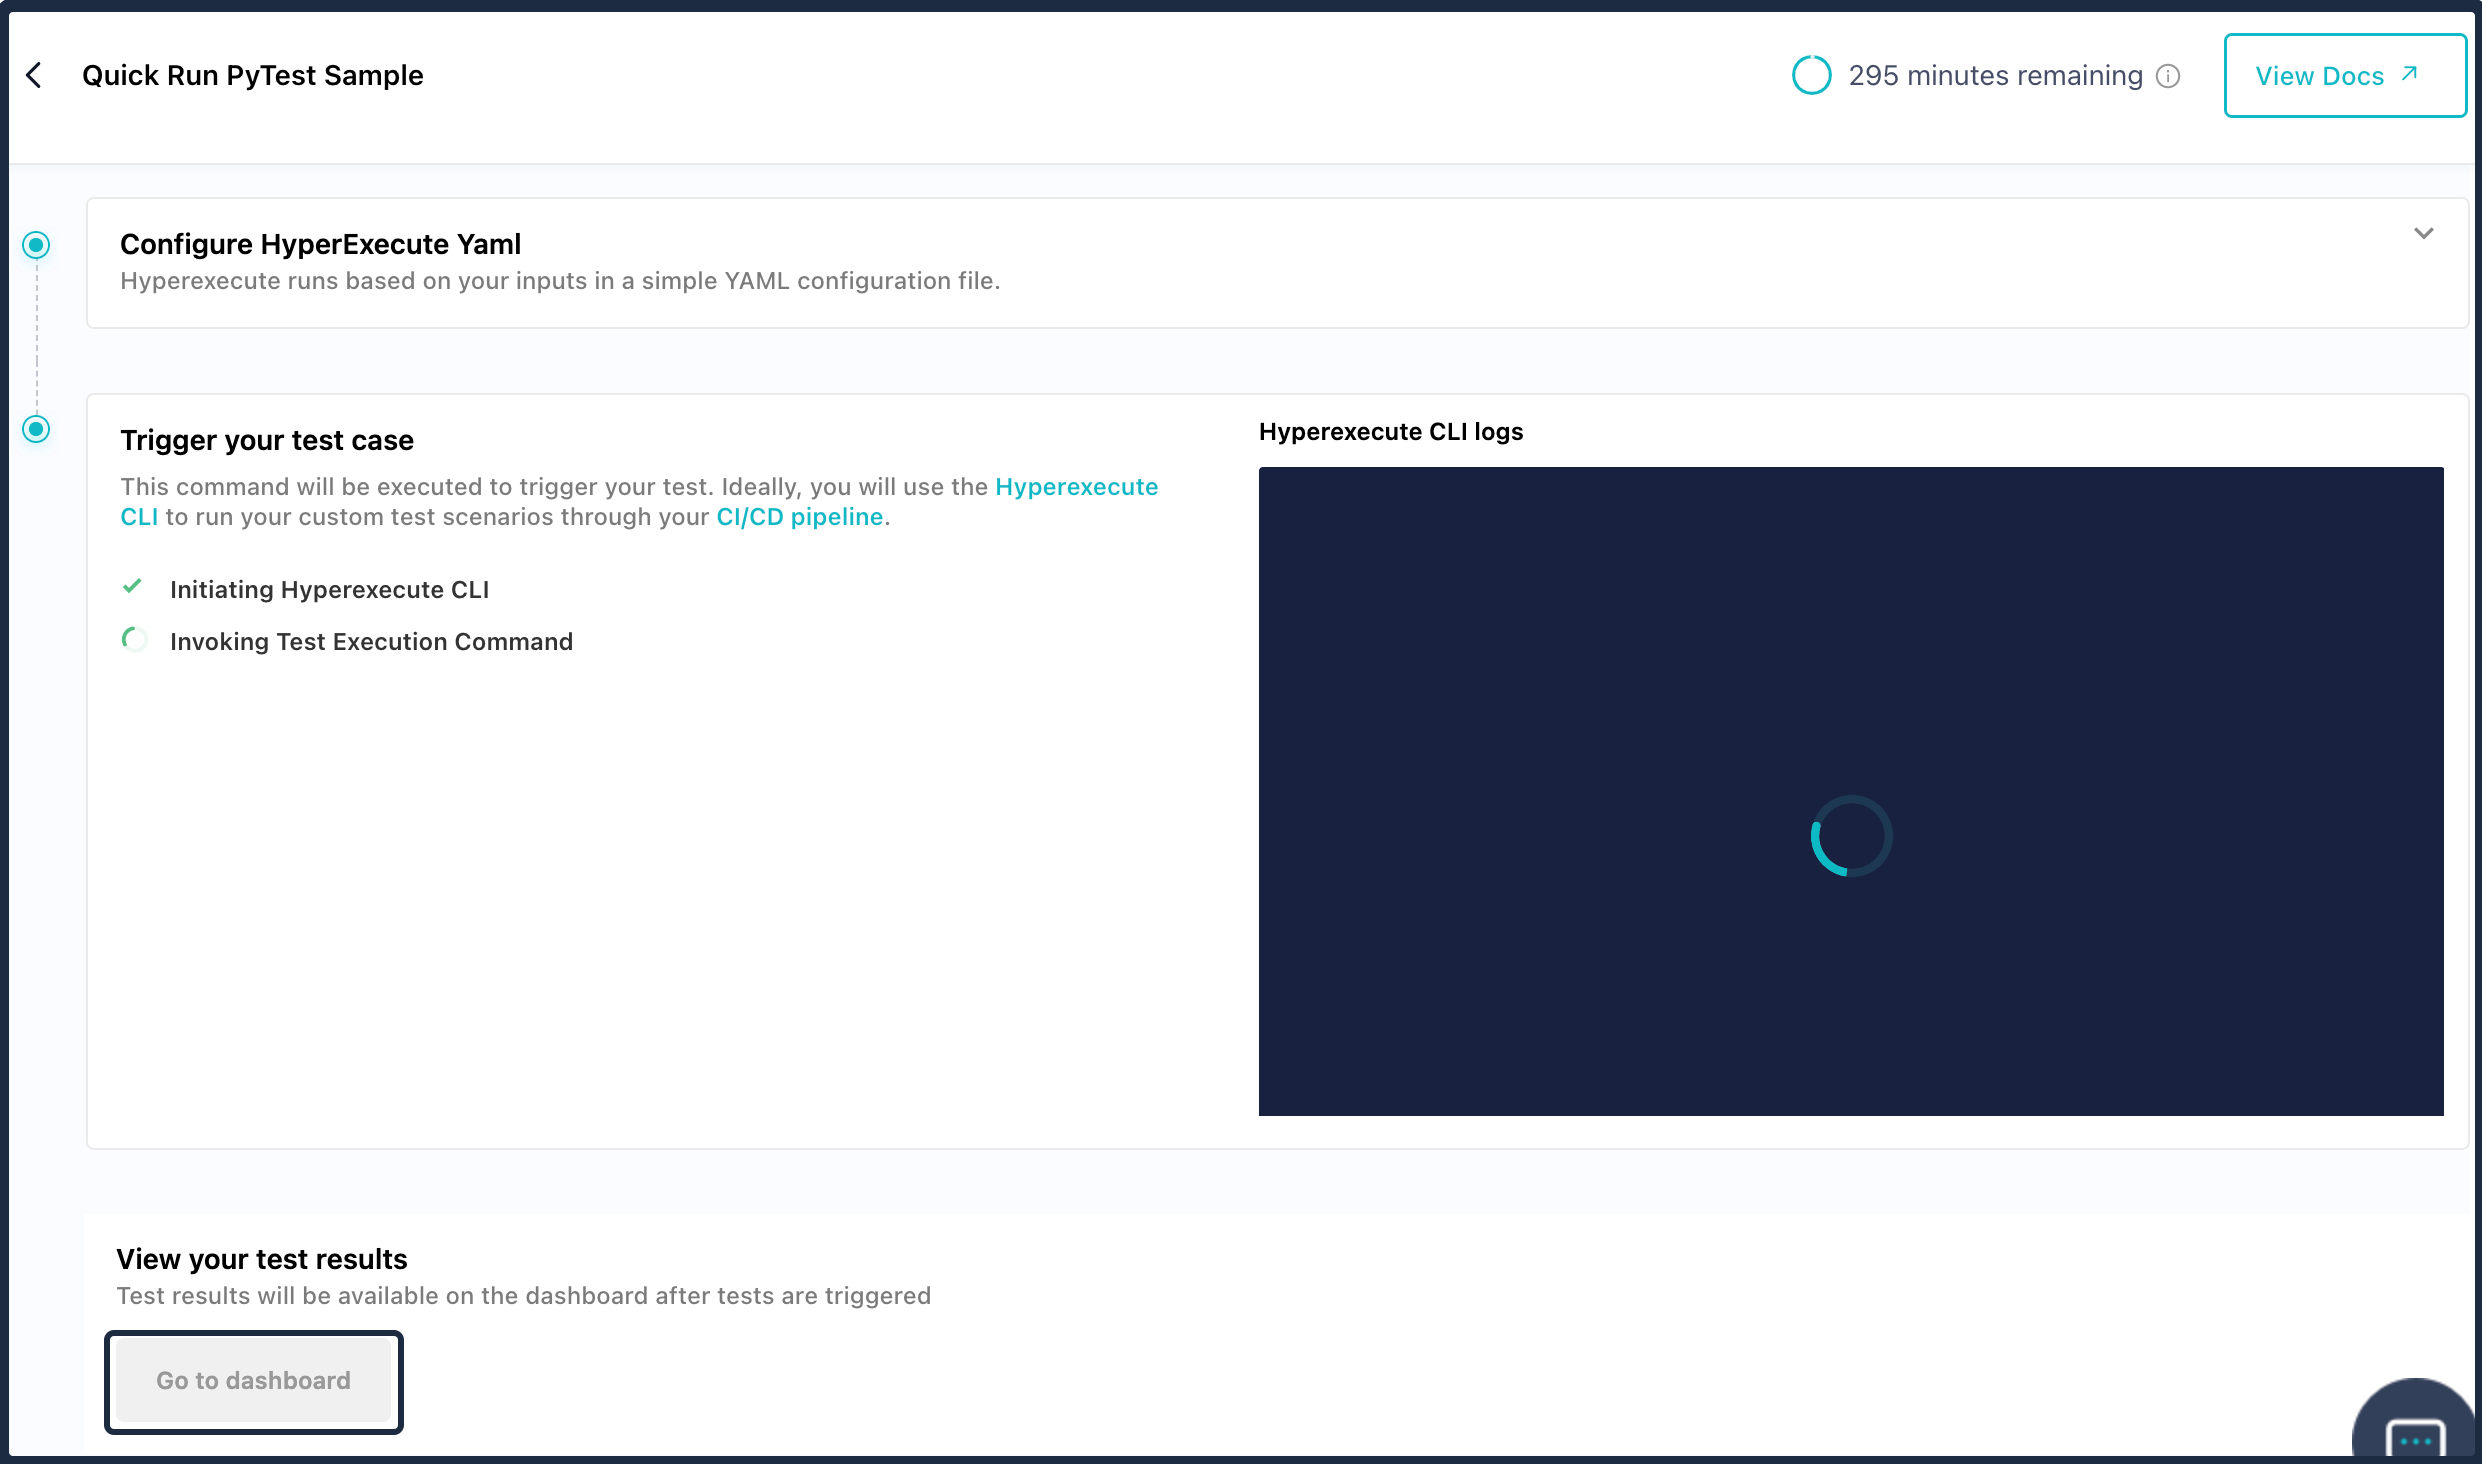 Quick Run PyTest Sample
295 minutes remaining
View Docs
Configure HyperExecute Yaml
Hyperexecute runs based on your inputs in a simple YAML configuration file.
Trigger your test case
This command will be executed to trigger your test. Ideally, you will use the Hyperexecute
CLI to run your custom test scenarios through your CI/CD pipeline.
Initiating Hyperexecute CLI
Invoking Test Execution Command
Hyperexecute CLI logs
View your test results
Test results will be available on the dashboard after tests are triggered
Go to dashboard